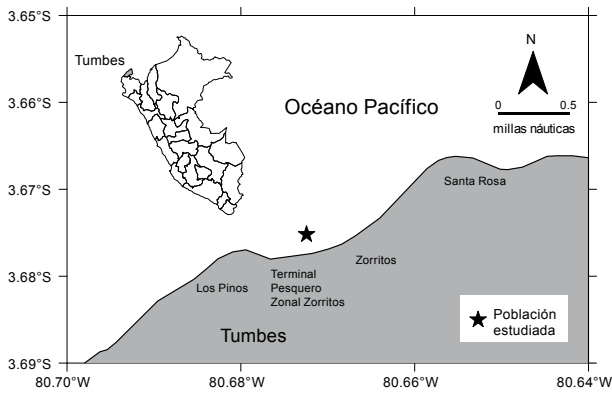 3.65°S
Tumbes
N
Océano Pacífico
3.66°S
0 0.5
millas náuticas
3.67°S
Santa Rosa
Zorritos
3.68°S
Los Pinos
Terminal
Pesquero
Zonal Zorritos
Tumbes
Población
estudiada
3.69°S
80.70°W 80.68°W 80.66°W 80.64°W